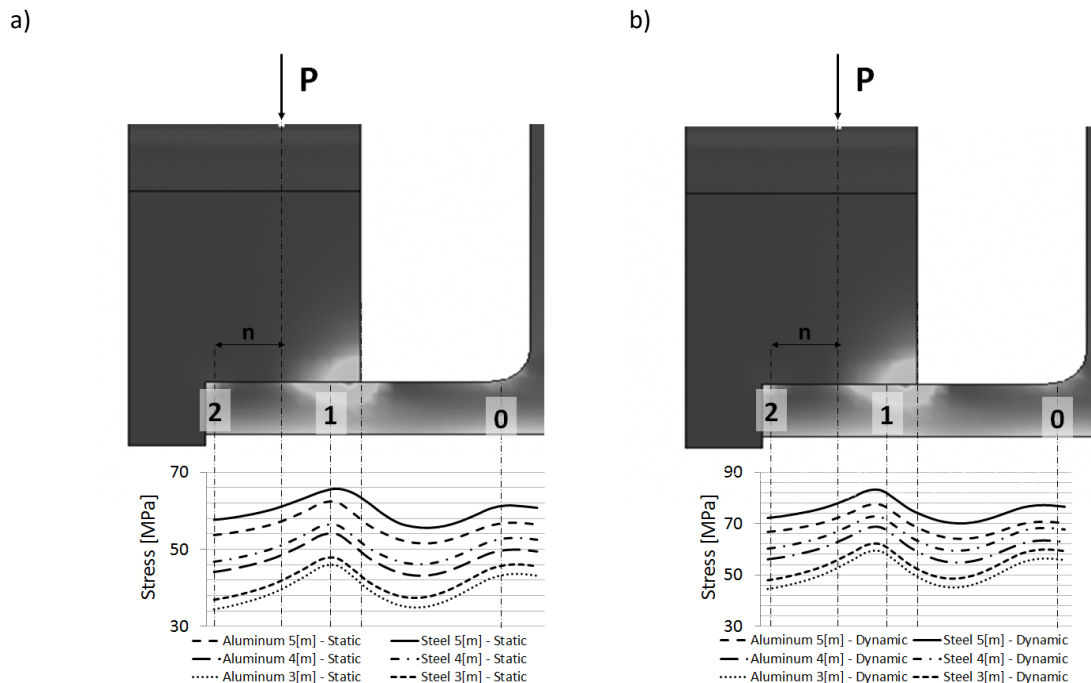 a)
P
n
2
1
0
70
50
30
Stress [MPa]
Aluminum 5[m] - Static
Steel 5[m] - Static
Aluminum 4[m] - Static
Steel 4[m] - Static
Aluminum 3[m] - Static
Steel 3[m] - Static
b)
P
n
2
1
0
90
70
50
30
Stress [MPa]
Aluminum 5[m] - Dynamic
Steel 5[m] - Dynamic
Aluminum 4[m] - Dynamic
Steel 4[m] - Dynamic
Aluminum 3[m] - Dynamic
Steel 3[m] - Dynamic